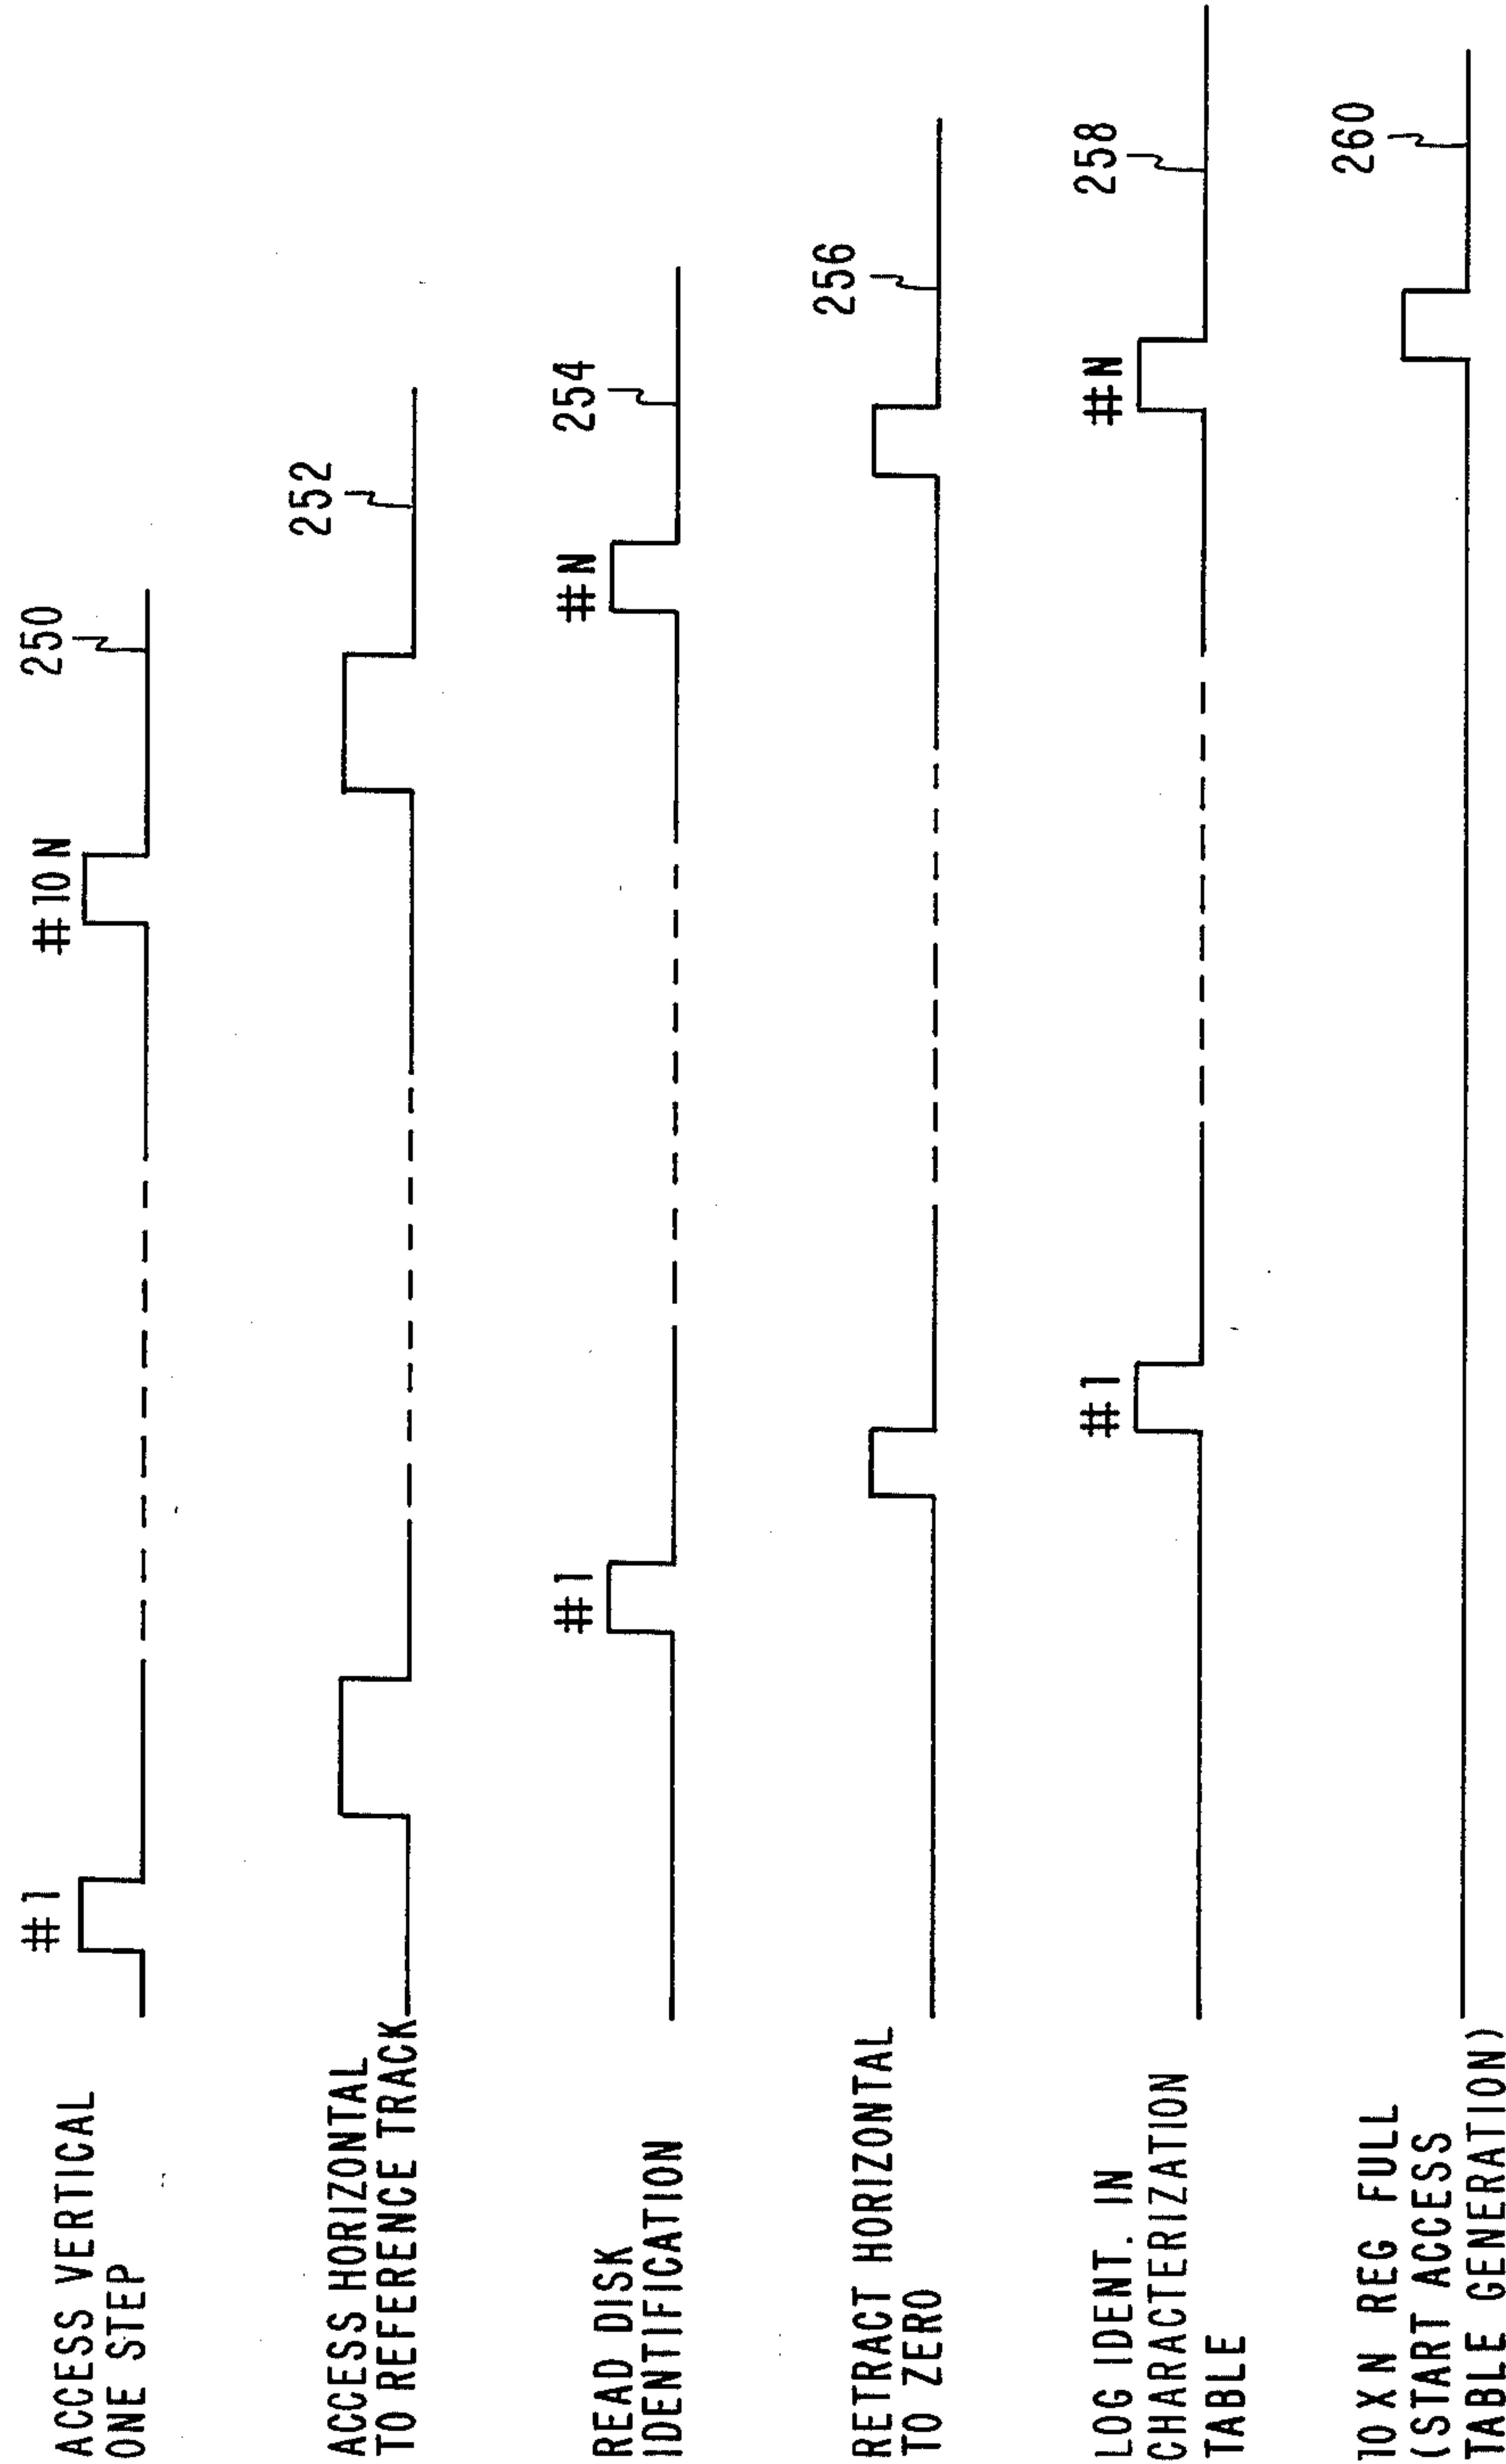 ACCESS VERTICAL
ONE STEP
#1
#10N
250
ACCESS HORIZONTAL
TO REFERENCE TRACK
252
READ DISK
IDENTIFICATION
#1
#N
254
RETRACT HORIZONTAL
TO ZERO
256
LOG IDENT. IN
CHARACTERIZATION
TABLE
#1
#N
258
10 X N REG FULL
(START ACCESS
TABLE GENERATION)
260